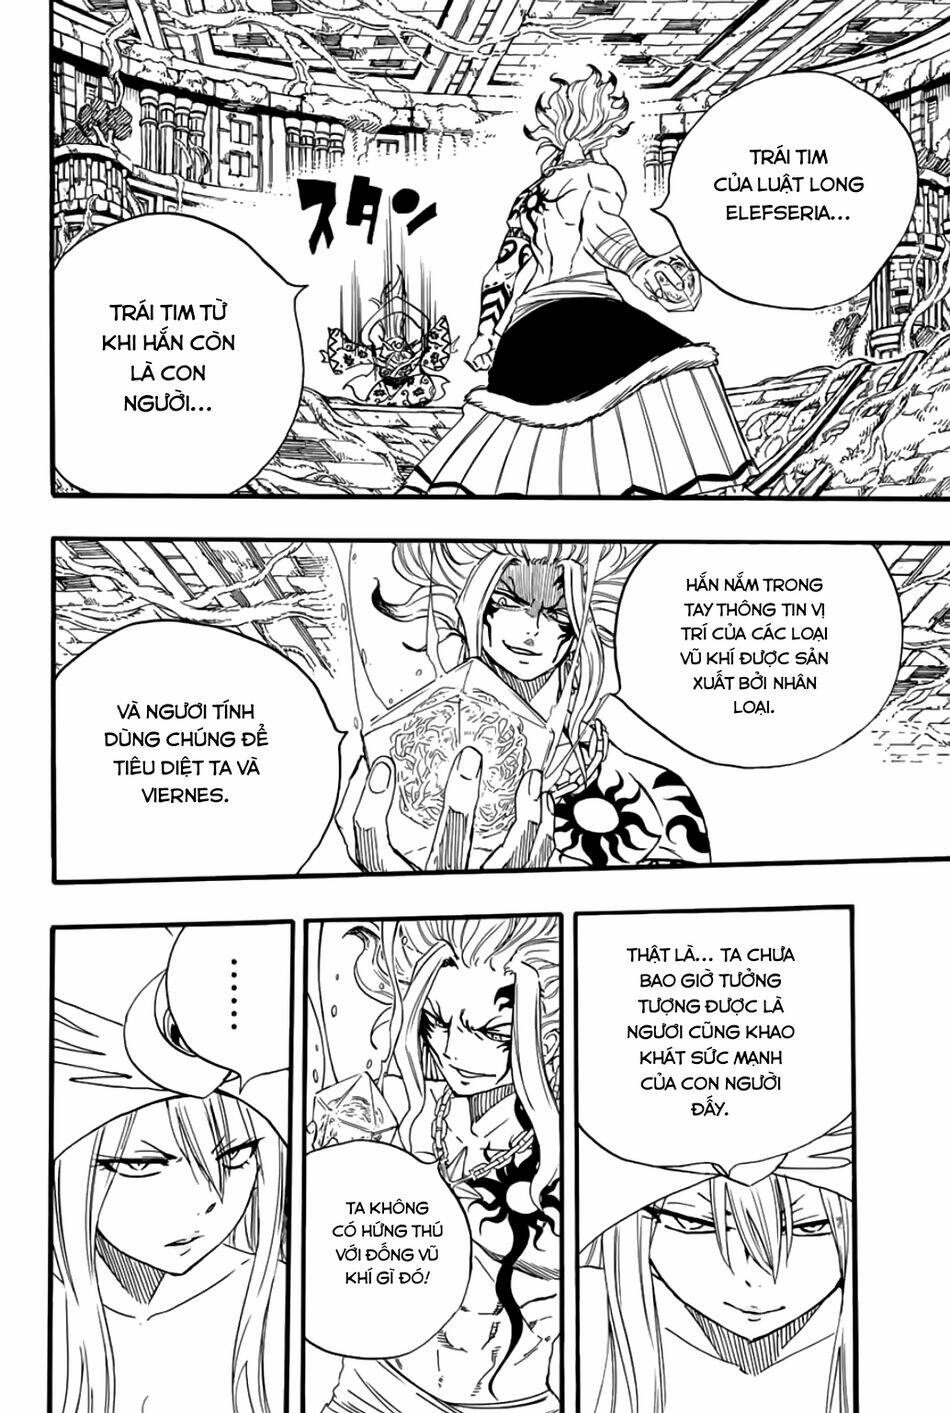 TRÁI TIM
CỦA LUẬT LONG
ELEFSERIA...
スタン
TRÁI TIM TỪ
KHI HẮN CÒN
LÀ CON
NGƯỜI...
HẮN NẮM TRONG
TAY THÔNG TIN VỊ
TRÍ CỦA CÁC LOẠI
VŨ KHÍ ĐƯỢC SẢN
XUẤT BỞI NHÂN
LOẠI.
VÀ NGƯƠI TÍNH
DÙNG CHÚNG ĐỂ
TIÊU DIỆT TA VÀ
VIERNES.
THẬT LÀ... TA CHƯA
BAO GIỜ TƯỞNG
TƯỢNG ĐƯỢC LÀ
NGƯƠI CŨNG KHAO
KHÁT SỨC MẠNH
CỦA CON NGƯỜI
ĐẤY.
TA KHÔNG
CÓ HỨNG THÚ
VỚI ĐỐNG VŨ
KHÍ GÌ ĐÓ!
......